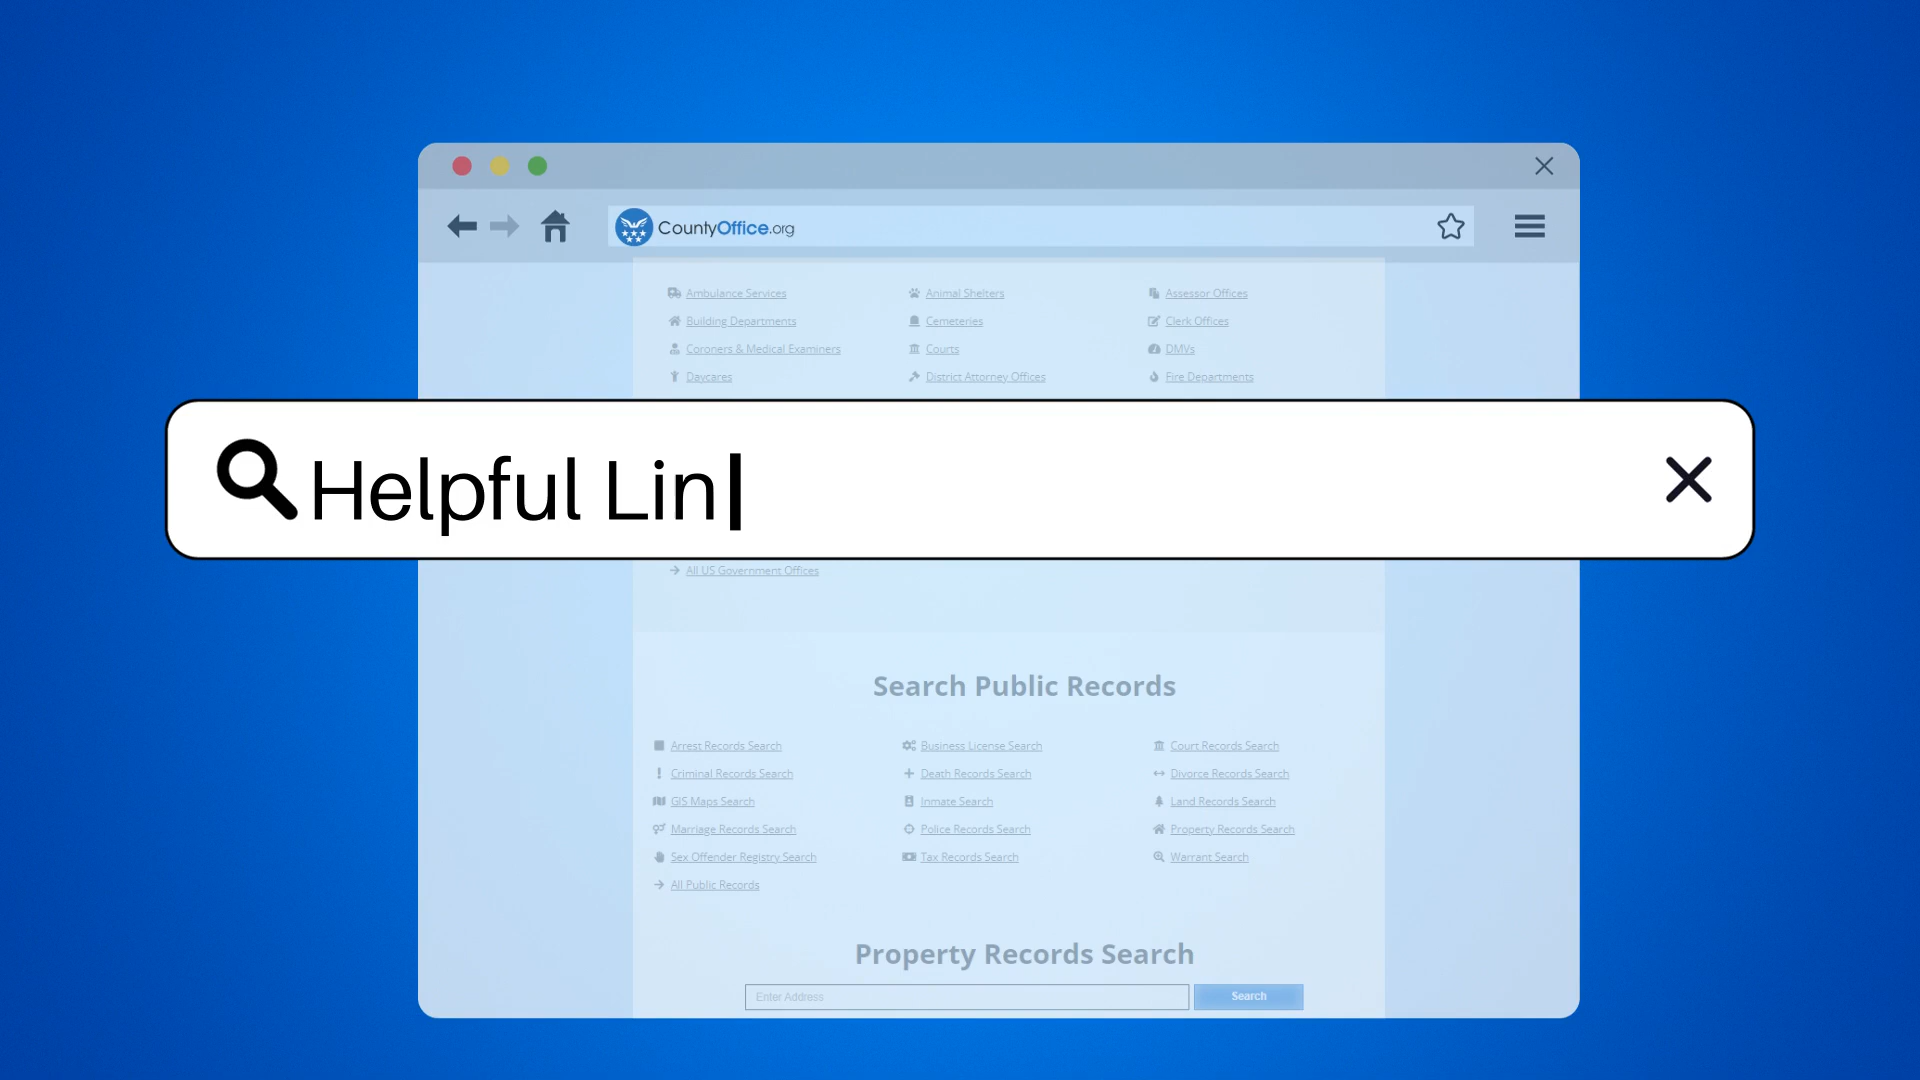 CountyOffice.org
Ambulance Services Animal Shelters Assessor Offices
Building Departments Cemeteries Clerk Offices
Coroners & Medical Examiners Courts DMVs
Daycares District Attorney Offices Fire Departments
Helpful Lin
All US Government Offices
Search Public Records
Arrest Records Search Business License Search Court Records Search
Criminal Records Search Death Records Search Divorce Records Search
GIS Maps Search Inmate Search Land Records Search
Marriage Records Search Police Records Search Property Records Search
Sex Offender Registry Search Tax Records Search Warrant Search
All Public Records
Property Records Search
Enter Address Search